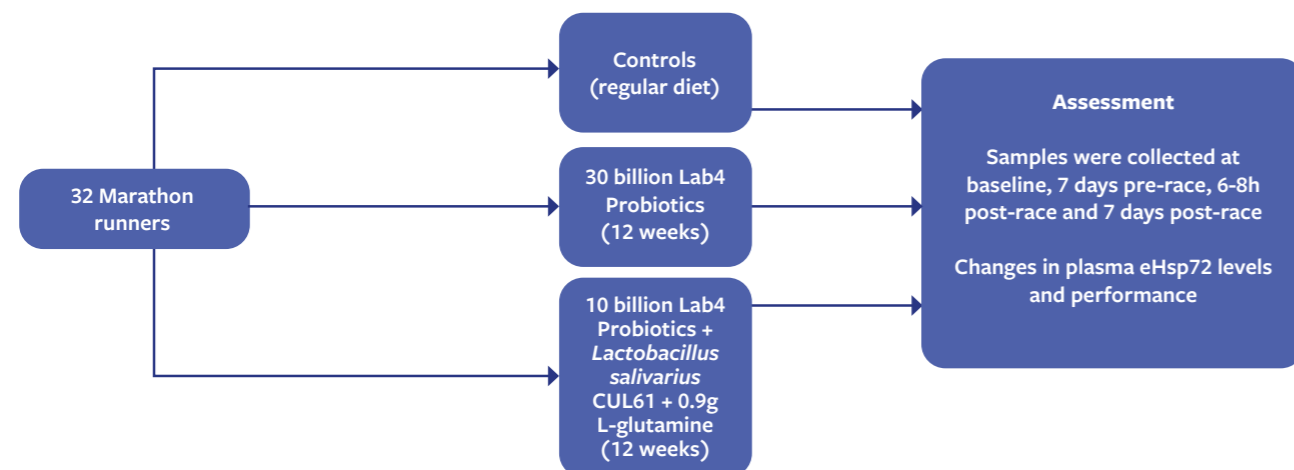 32 Marathon
runners
Controls
(regular diet)
30 billion Lab4
Probiotics
(12 weeks)
10 billion Lab4
Probiotics +
Lactobacillus
salivarius
CUL61 + 0.9g
L-glutamine
(12 weeks)
Assessment
Samples were collected at
baseline, 7 days pre-race, 6-8h
post-race and 7 days post-race
Changes in plasma eHsp72 levels
and performance